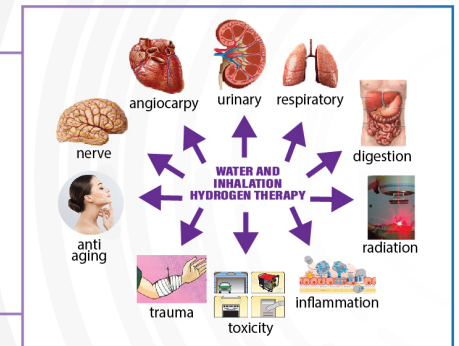 angiocarpy
urinary
respiratory
nerve
digestion
WATER AND
INHALATION
HYDROGEN THERAPY
anti
aging
radiation
trauma
toxicity
inflammation